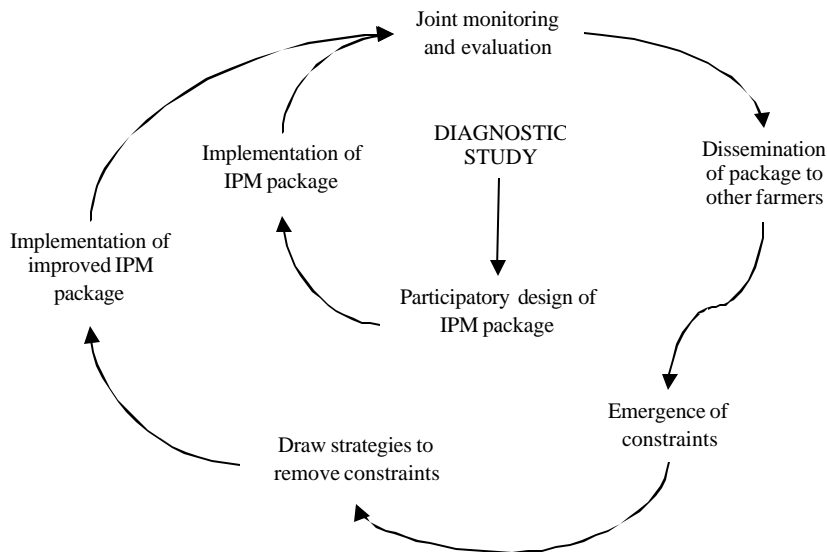 Joint monitoring
and evaluation
DIAGNOSTIC
STUDY
Implementation of
IPM package
Dissemination
of package to
other farmers
Implementation of
improved IPM
package
Participatory design of
IPM package
Emergence of
constraints
Draw strategies to
remove constraints